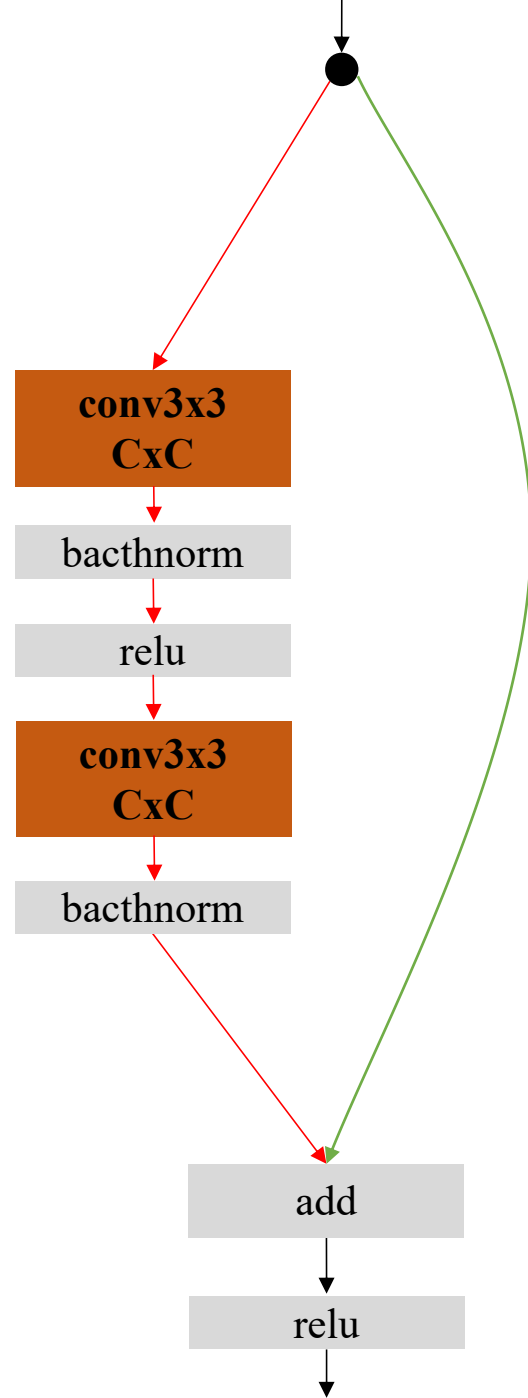 conv3x3
CxC
bacthnorm
relu
conv3x3
CxC
bacthnorm
add
relu